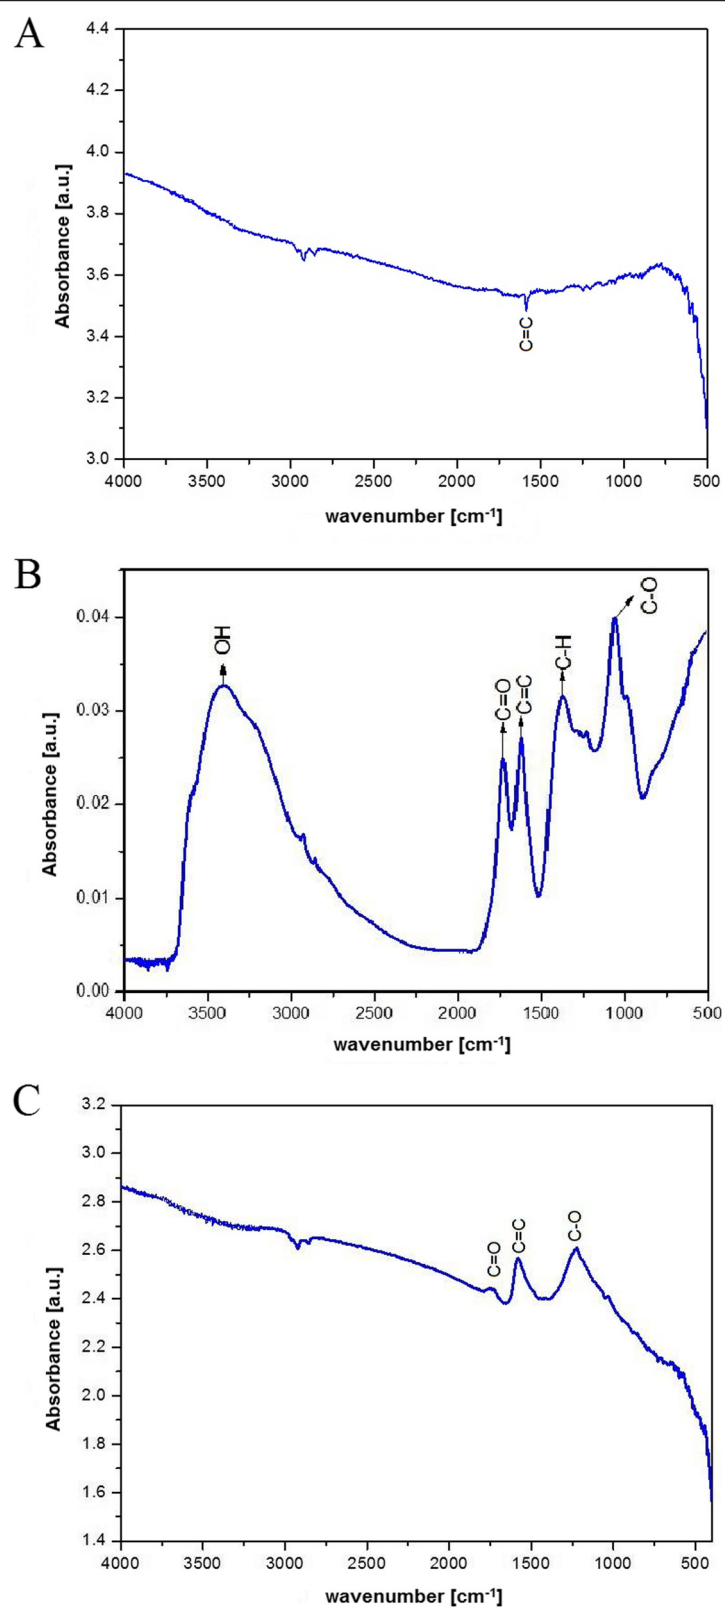 A
4.4
4.2
4.0
3.8
3.6
3.4
3.2
3.0
Absorbance [a.u.]
C=C
4000 3500 3000 2500 2000 1500 1000 500
wavenumber [cm-1]
B
0.04
0.03
0.02
0.01
0.00
Absorbance [a.u.]
OH
C=O
C=C
C-H
C-O
4000 3500 3000 2500 2000 1500 1000 500
wavenumber [cm-1]
C
3.2
3.0
2.8
2.6
2.4
2.2
2.0
1.8
1.6
1.4
Absorbance [a.u.]
C=O
C=C
C-O
4000 3500 3000 2500 2000 1500 1000 500
wavenumber [cm-1]